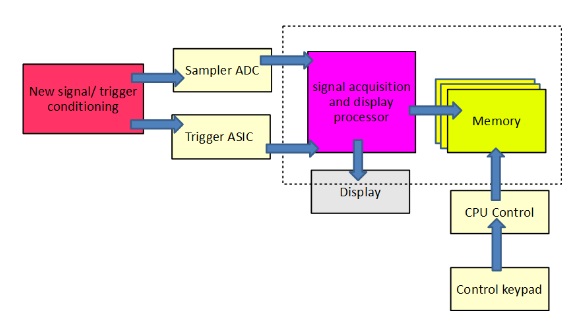 Sampler ADC
New signal/ trigger
conditioning
Trigger ASIC
signal acquisition
and display
processor
Memory
Display
CPU Control
Control keypad